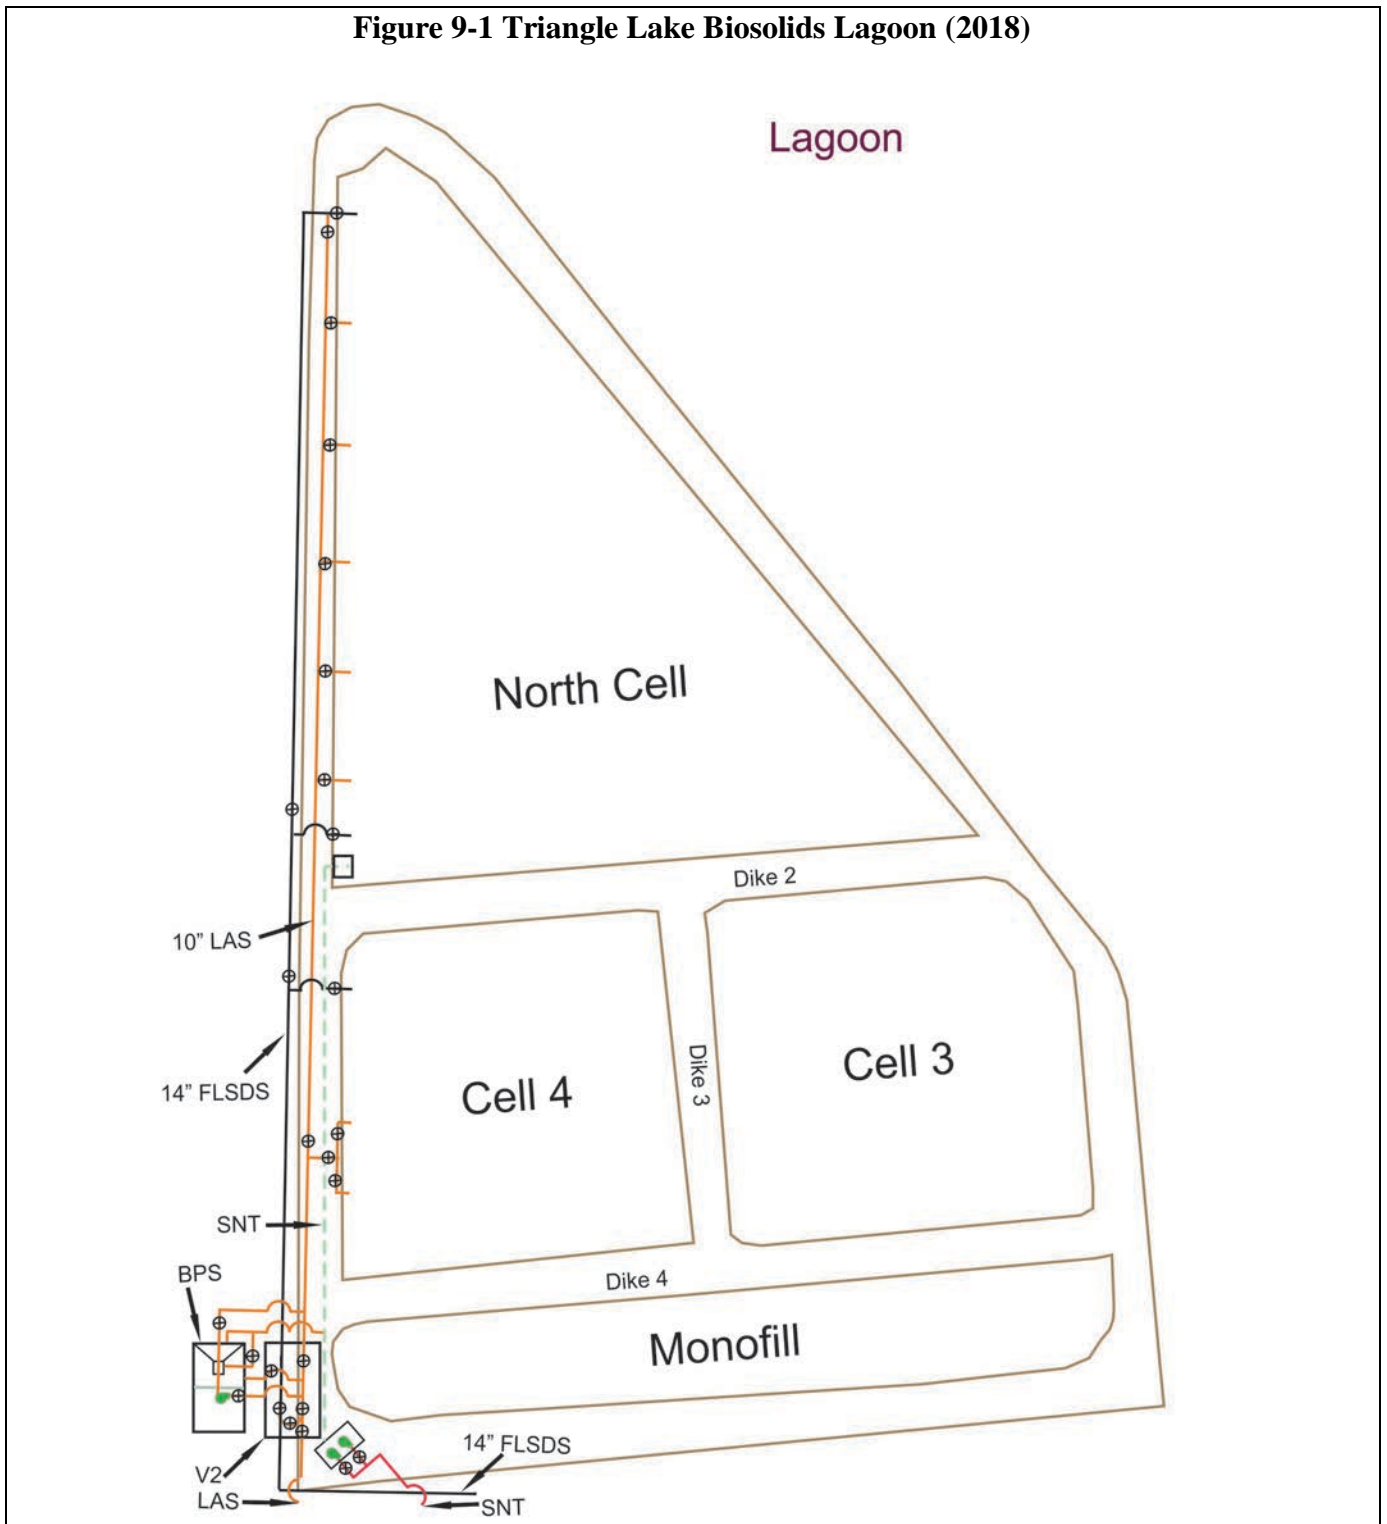 Figure 9-1 Triangle Lake Biosolids Lagoon (2018)
Lagoon
North Cell
Dike 2
10” LAS
Cell 3
Dike 3
Cell 4
14” FLSDS
SNT
BPS
Dike 4
Monofill
14” FLSDS
V2
LAS
SNT